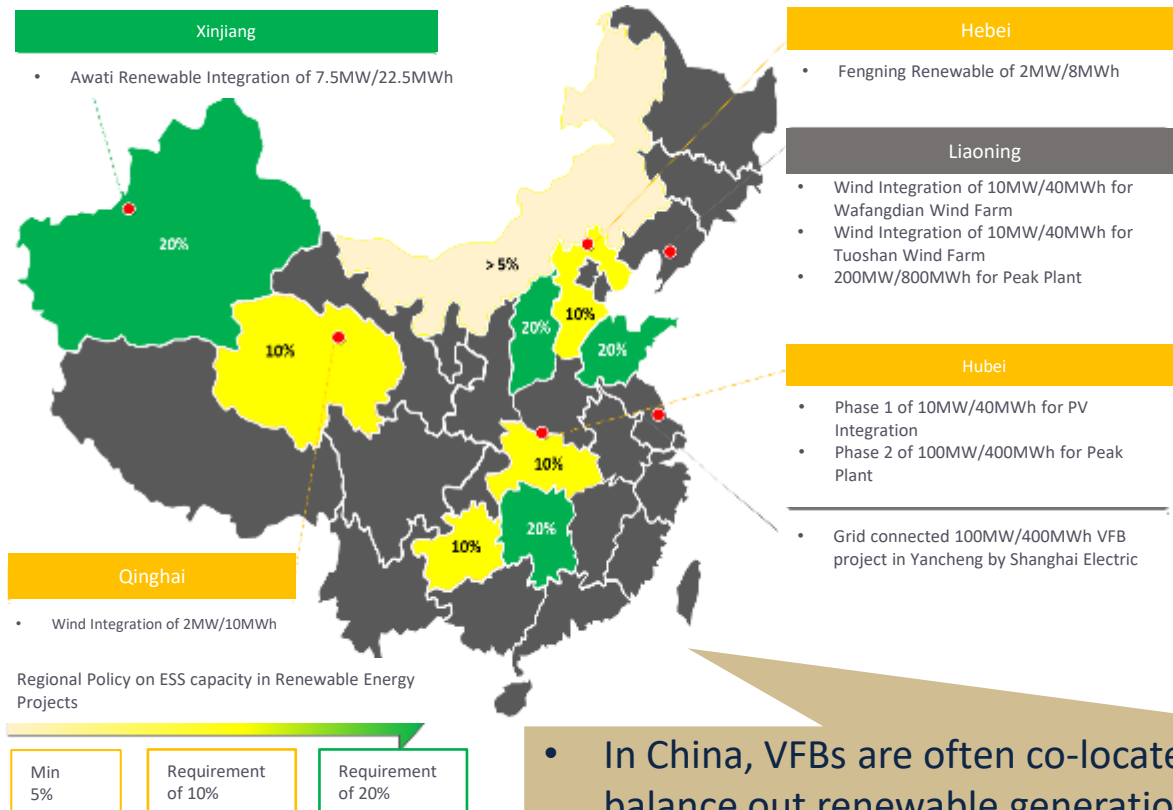 Xinjiang
• Awati Renewable Integration of 7.5MW/22.5MWh
Hebei
• Fengning Renewable of 2MW/8MWh
Liaoning
• Wind Integration of 10MW/40MWh for
Wafangdian Wind Farm
• Wind Integration of 10MW/40MWh for
Tuoshan Wind Farm
• 200MW/800MWh for Peak Plant
20%
> 5%
10%
20%
10%
20%
Hubei
• Phase 1 of 10MW/40MWh for PV
Integration
• Phase 2 of 100MW/400MWh for Peak
Plant
• Grid connected 100MW/400MWh VFB
project in Yancheng by Shanghai Electric
10%
20%
10%
Qinghai
• Wind Integration of 2MW/10MWh
Regional Policy on ESS capacity in Renewable Energy
Projects
Min
5%
Requirement
of 10%
Requirement
of 20%
• In China, VFBs are often co-locate
balance out renewable generation